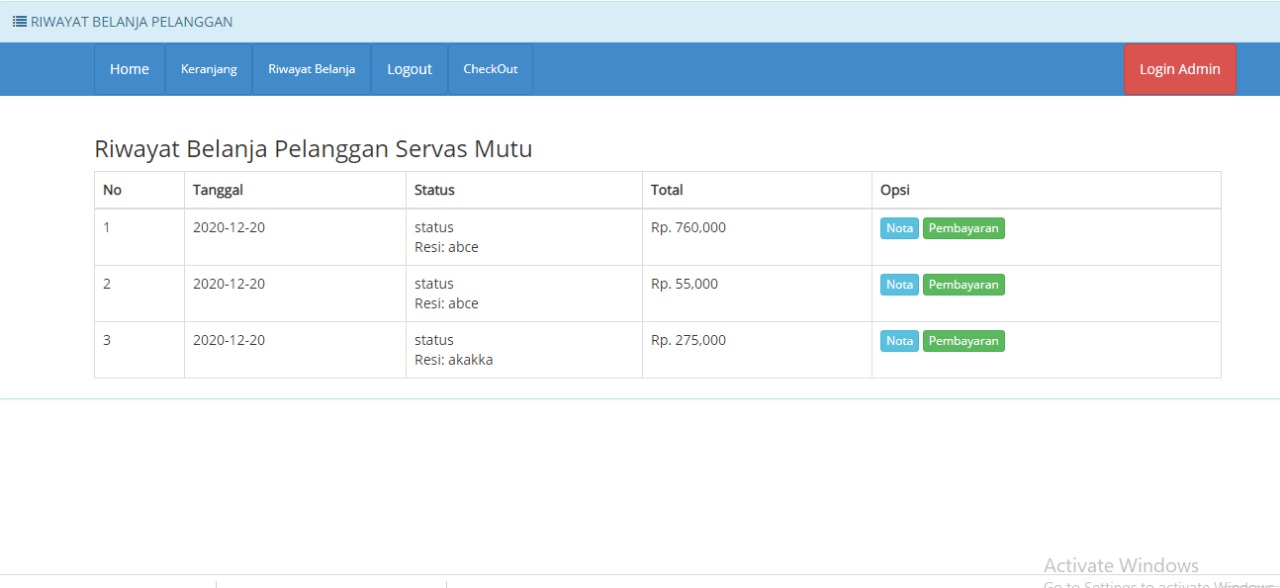 RIWAYAT BELANJA PELANGGAN
Home Keranjang Riwayat Belanja Logout CheckOut Login Admin
Riwayat Belanja Pelanggan Servas Mutu
No Tanggal Status Total Opsi
1 2020-12-20 status Rp. 760,000 Nota Pembayaran
Resi: abce
2 2020-12-20 status Rp. 55,000 Nota Pembayaran
Resi: abce
3 2020-12-20 status Rp. 275,000 Nota Pembayaran
Resi: akakka
Activate Windows
Go to Settings to activate Windows